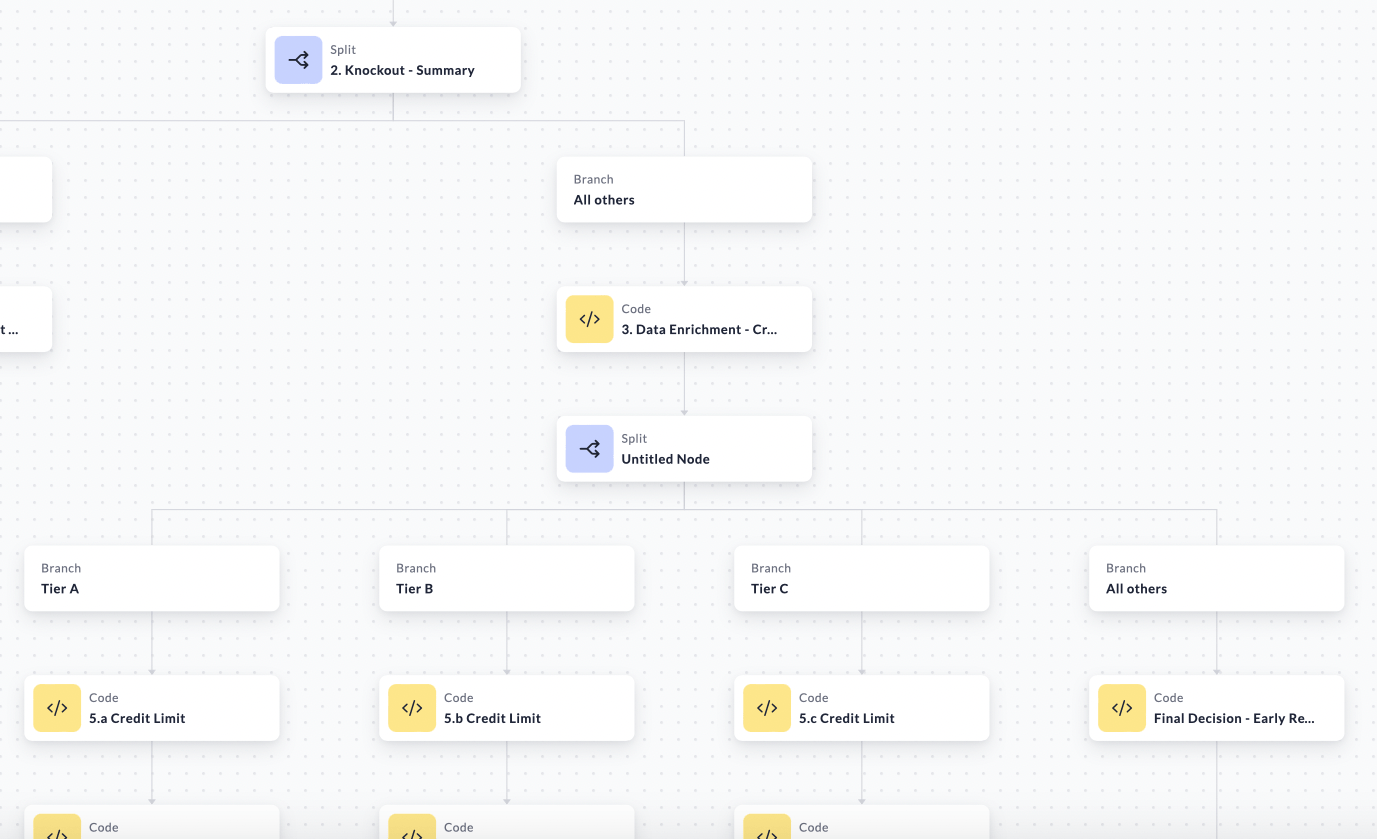 Split
2. Knockout - Summary
Branch
All others
t ...
Code
3. Data Enrichment - Cr...
Split
Untitled Node
Branch
Tier A
Branch
Tier B
Branch
Tier C
Branch
All others
Code
5.a Credit Limit
Code
5.b Credit Limit
Code
5.c Credit Limit
Code
Final Decision - Early Re...
Code
Code
Code